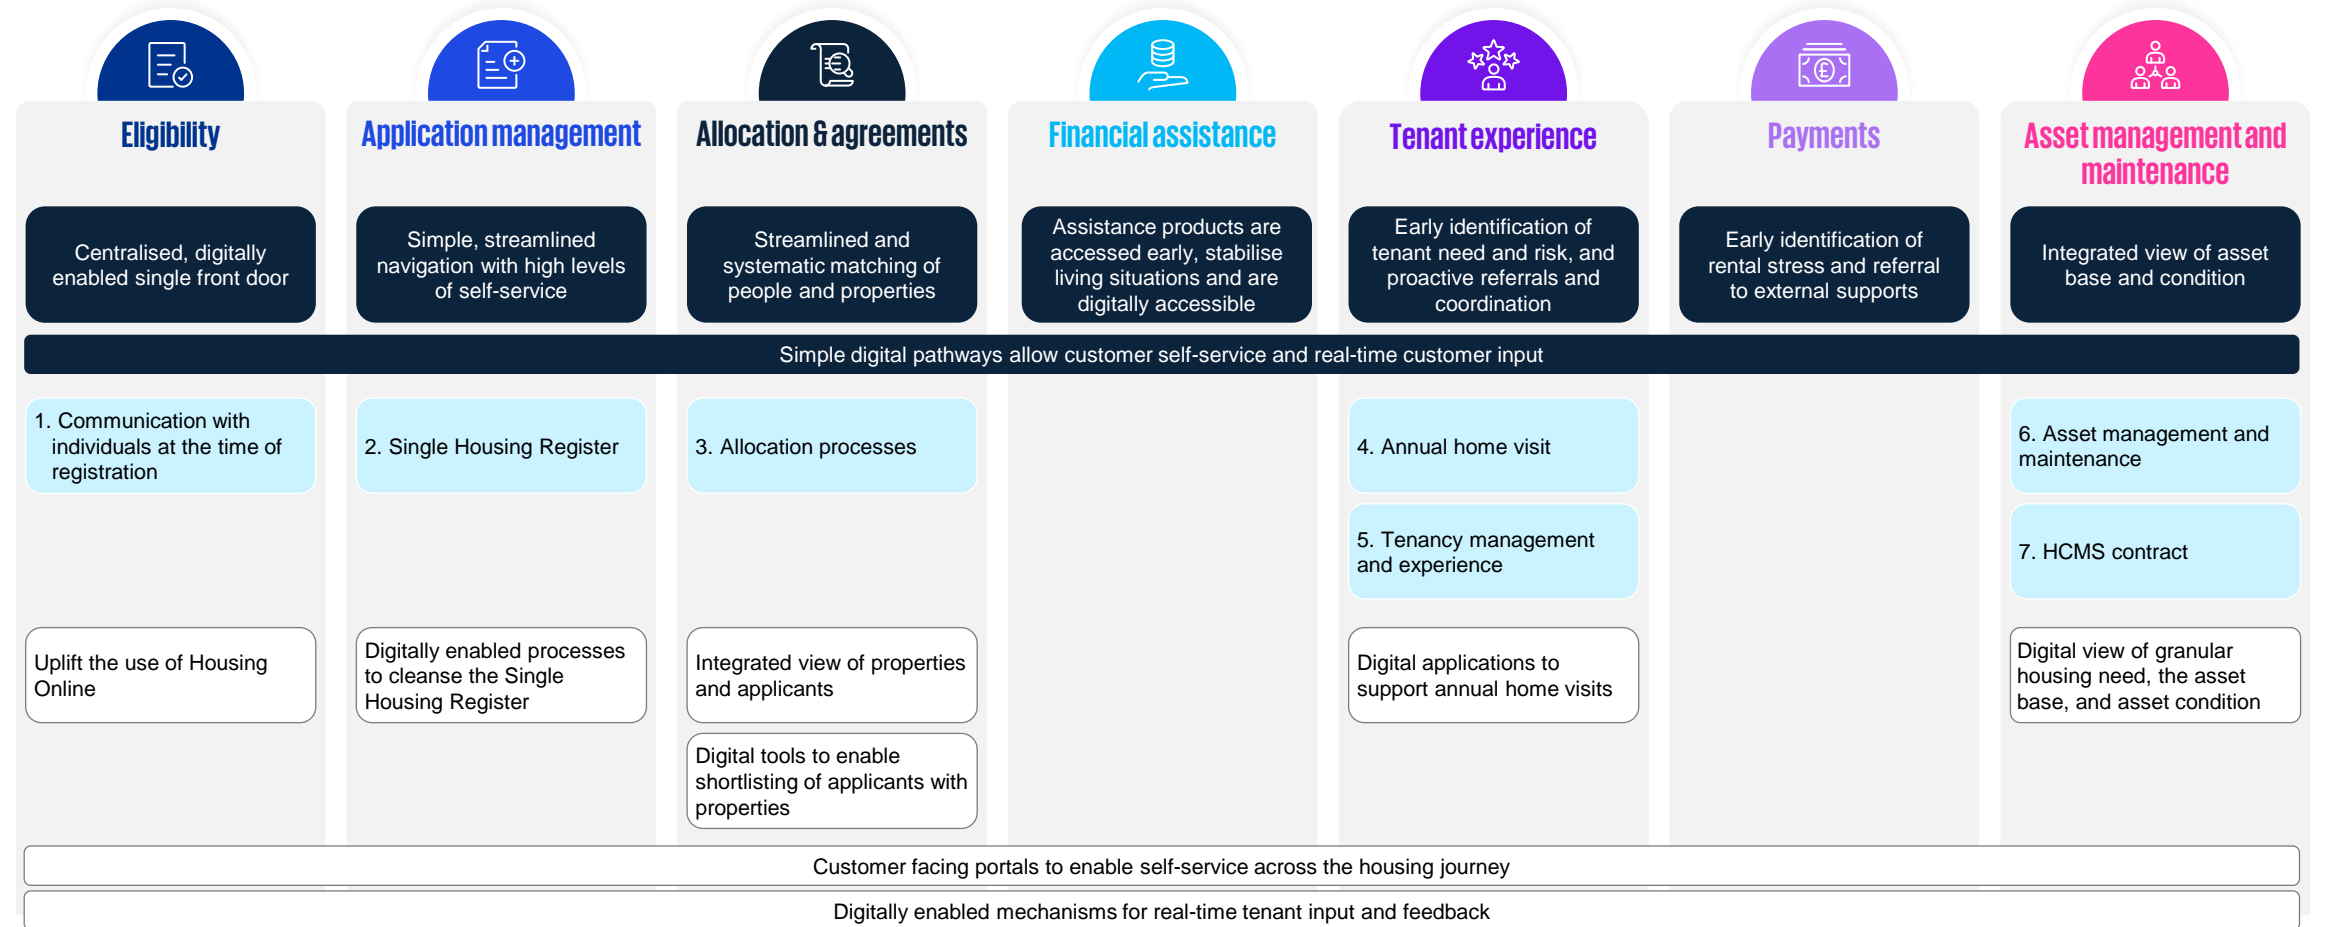 Eligibility
Application management
Allocation & agreements
Financial assistance
Tenant experience
Payments
Asset management and
maintenance
Centralised, digitally
enabled single front door
Simple, streamlined
navigation with high levels
of self-service
Streamlined and
systematic matching of
people and properties
Assistance products are
accessed early, stabilise
living situations and are
digitally accessible
Early identification of
tenant need and risk, and
proactive referrals and
coordination
Early identification of
rental stress and referral
to external supports
Integrated view of asset
base and condition
Simple digital pathways allow customer self-service and real-time customer input
1. Communication with
individuals at the time of
registration
2. Single Housing Register
3. Allocation processes
4. Annual home visit
6. Asset management and
maintenance
5. Tenancy management
and experience
7. HCMS contract
Uplift the use of Housing
Online
Digitally enabled processes
to cleanse the Single
Housing Register
Integrated view of properties
and applicants
Digital applications to
support annual home visits
Digital view of granular
housing need, the asset
base, and asset condition
Digital tools to enable
shortlisting of applicants with
properties
Customer facing portals to enable self-service across the housing journey
Digitally enabled mechanisms for real-time tenant input and feedback